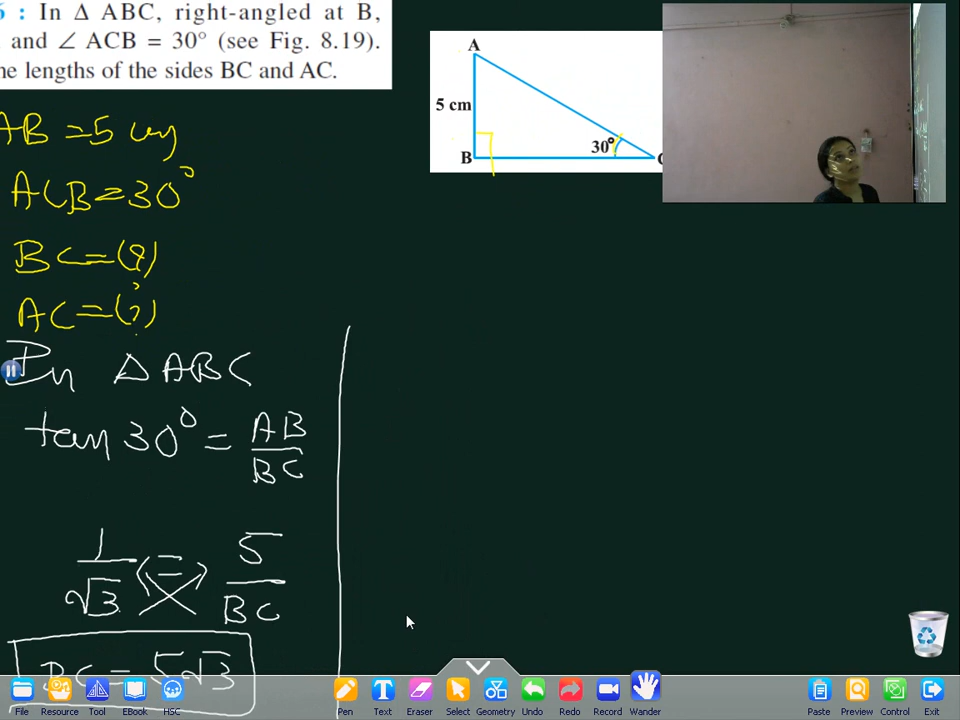 6 : In Δ ABC, right-angled at B,
and ∠ ACB = 30° (see Fig. 8.19).
he lengths of the sides BC and AC.
A
5 cm
B
30°
C
AB = 5 cm
ACB = 30°
BC = (?)
AC = (?)
In △ ABC
tan 30° = AB/BC
1/√3 = 5/BC
BC = 5√3
File
Resource
Tool
EBook
HSC
Pen
Text
Eraser
Select
Geometry
Undo
Redo
Record
Wander
Paste
Preview
Control
Exit